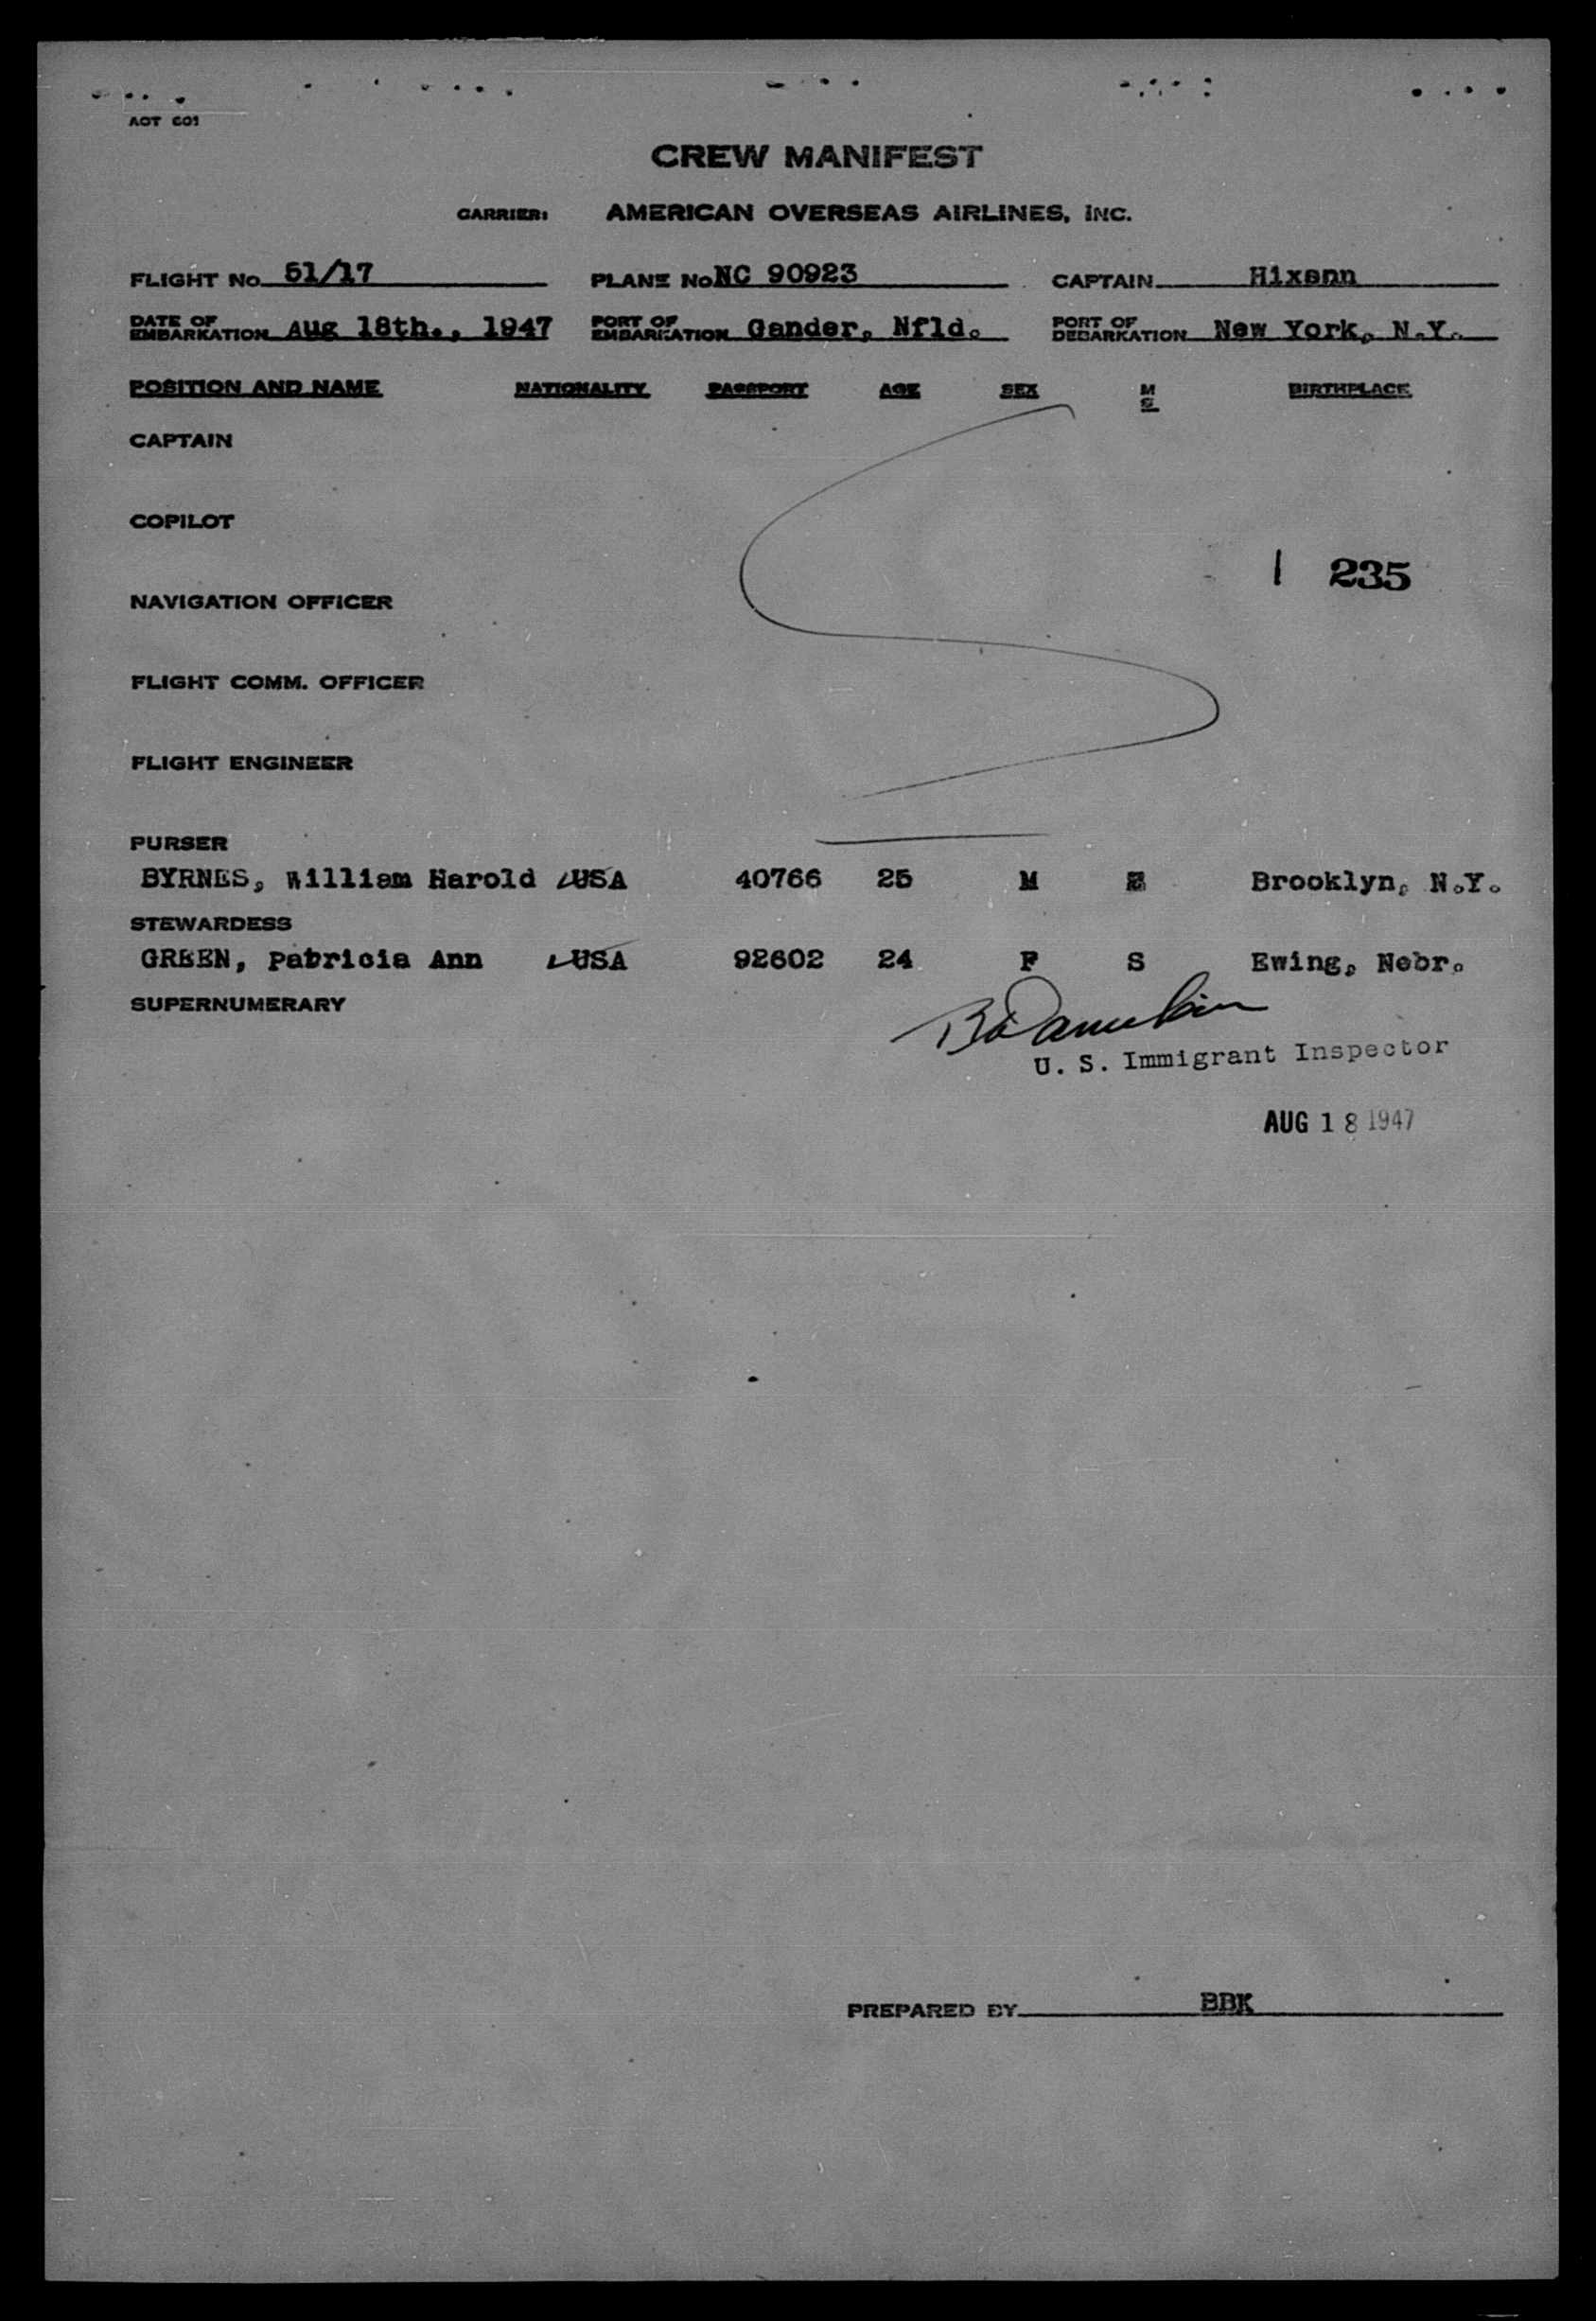 AOT 601
CREW MANIFEST
CARRIER: AMERICAN OVERSEAS AIRLINES, INC.
FLIGHT No. 51/17 PLANE No. NC 90923 CAPTAIN Hixenn
DATE OF EMBARKATION Aug 18th., 1947 PORT OF EMBARKATION Gander, Nfld. PORT OF DEBARKATION New York, N.Y.
POSITION AND NAME NATIONALITY PASSPORT AGE SEX M S BIRTHPLACE
CAPTAIN
COPILOT
1 235
NAVIGATION OFFICER
FLIGHT COMM. OFFICER
FLIGHT ENGINEER
PURSER
BYRNES, William Harold USA 40766 25 M Brooklyn, N.Y.
STEWARDESS
GREEN, Patricia Ann USA 92602 24 F S Ewing, Nebr.
SUPERNUMERARY
U. S. Immigrant Inspector
AUG 18 1947
PREPARED BY BBK